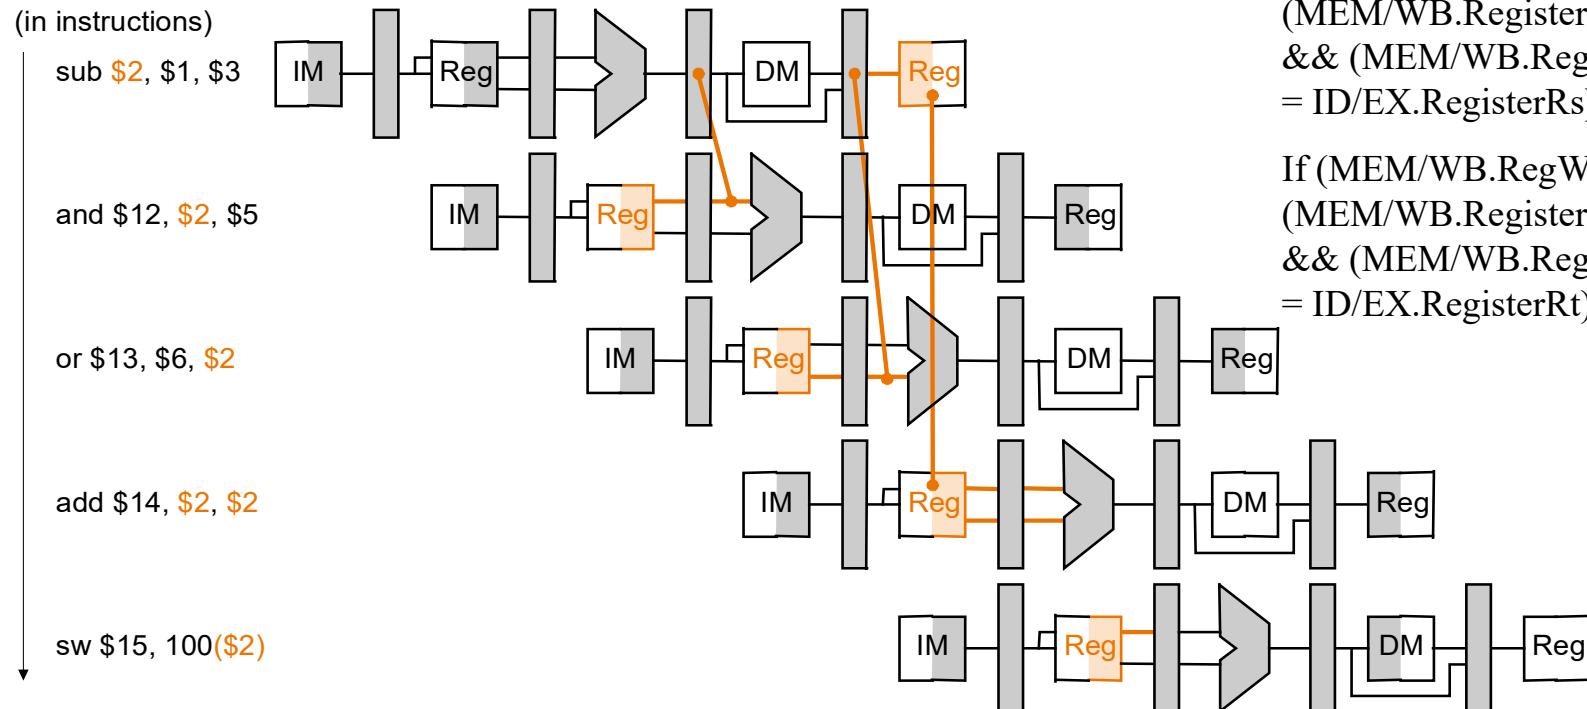 (in instructions)
sub $2, $1, $3
IM Reg DM Reg
and $12, $2, $5
IM Reg DM Reg
or $13, $6, $2
IM Reg DM Reg
add $14, $2, $2
IM Reg DM Reg
sw $15, 100($2)
IM Reg DM Reg
(MEM/WB.Register
&& (MEM/WB.Reg
= ID/EX.RegisterRs)
If (MEM/WB.RegW
(MEM/WB.Register
&& (MEM/WB.Reg
= ID/EX.RegisterRt)